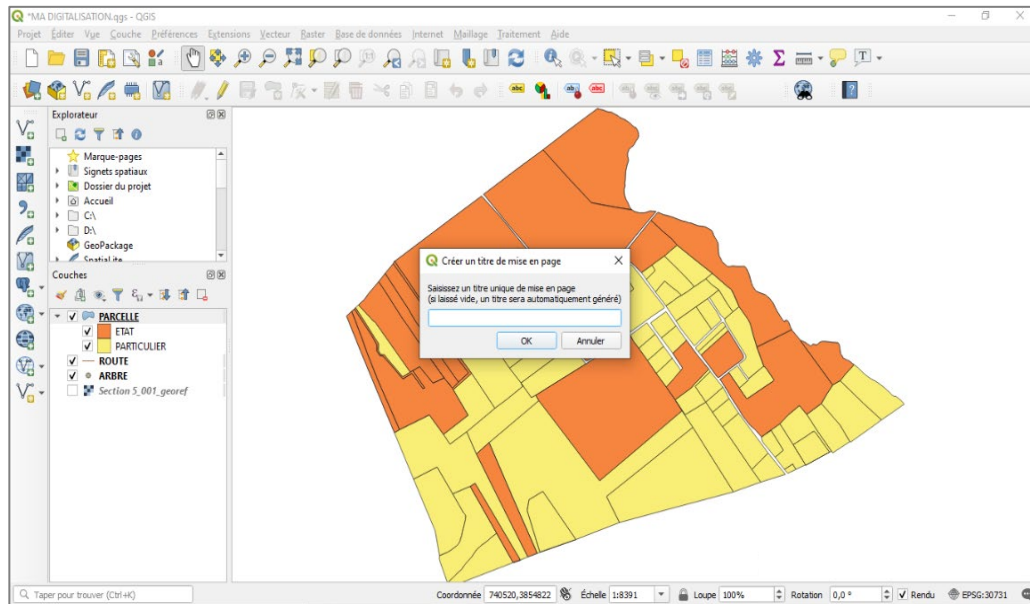 *MA DIGITALISATION.qgs - QGIS
Projet Éditer Vue Couche Préférences Extensions Vecteur Raster Base de données Internet Maillage Traitement Aide
Explorateur
Marque-pages
Signets spatiaux
Dossier du projet
Accueil
C:\
D:\
GeoPackage
SpatiaLite
Couches
PARCELLE
ETAT
PARTICULIER
ROUTE
ARBRE
Section 5_001_georef
Créer un titre de mise en page
Saisissez un titre unique de mise en page
(si laissé vide, un titre sera automatiquement généré)
OK Annuler
Taper pour trouver (Ctrl+K) Coordonnée 740520,3854822 Échelle 1:8391 Loupe 100% Rotation 0,0 ° Rendu EPSG:30731